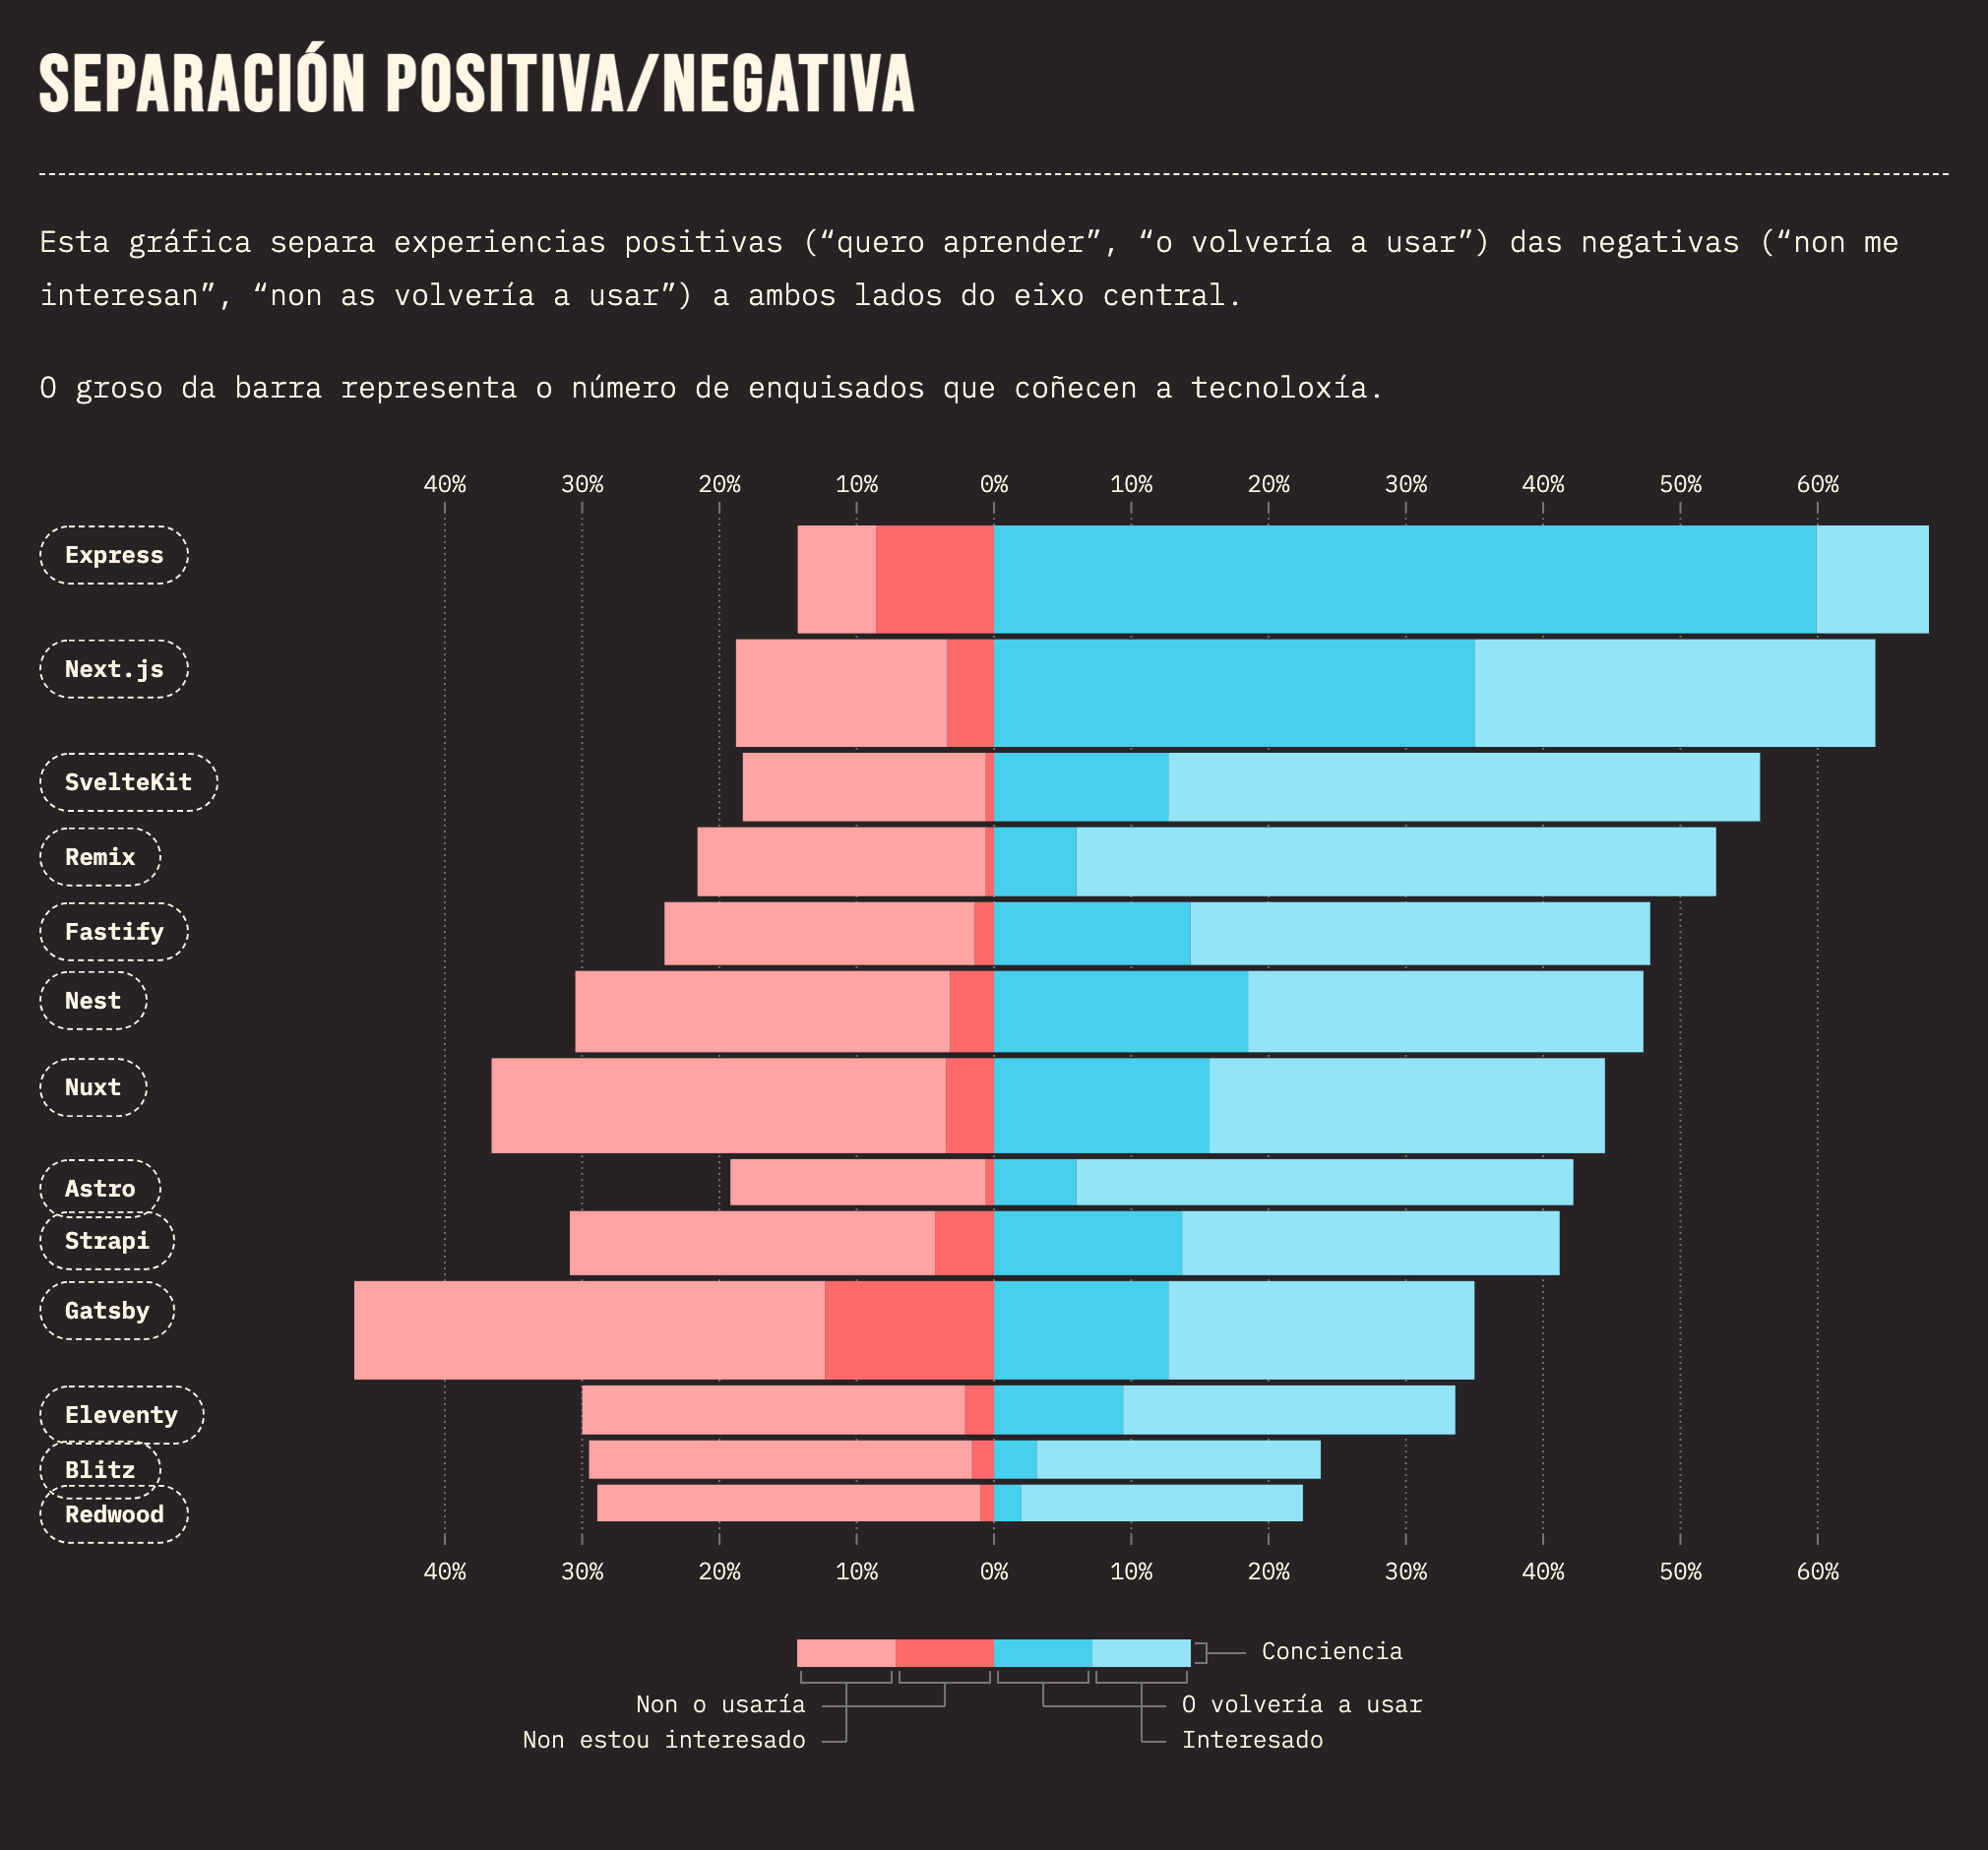 SEPARACIÓN POSITIVA/NEGATIVA
Esta gráfica separa experiencias positivas (“quero aprender”, “o volvería a usar”) das negativas (“non me
interesan”, “non as volvería a usar”) a ambos lados do eixo central.
O groso da barra representa o número de enquisados que coñecen a tecnoloxía.
40% 30% 20% 10% 0% 10% 20% 30% 40% 50% 60%
Express
Next.js
SvelteKit
Remix
Fastify
Nest
Nuxt
Astro
Strapi
Gatsby
Eleventy
Blitz
Redwood
40% 30% 20% 10% 0% 10% 20% 30% 40% 50% 60%
Conciencia
Non o usaría O volvería a usar
Non estou interesado Interesado